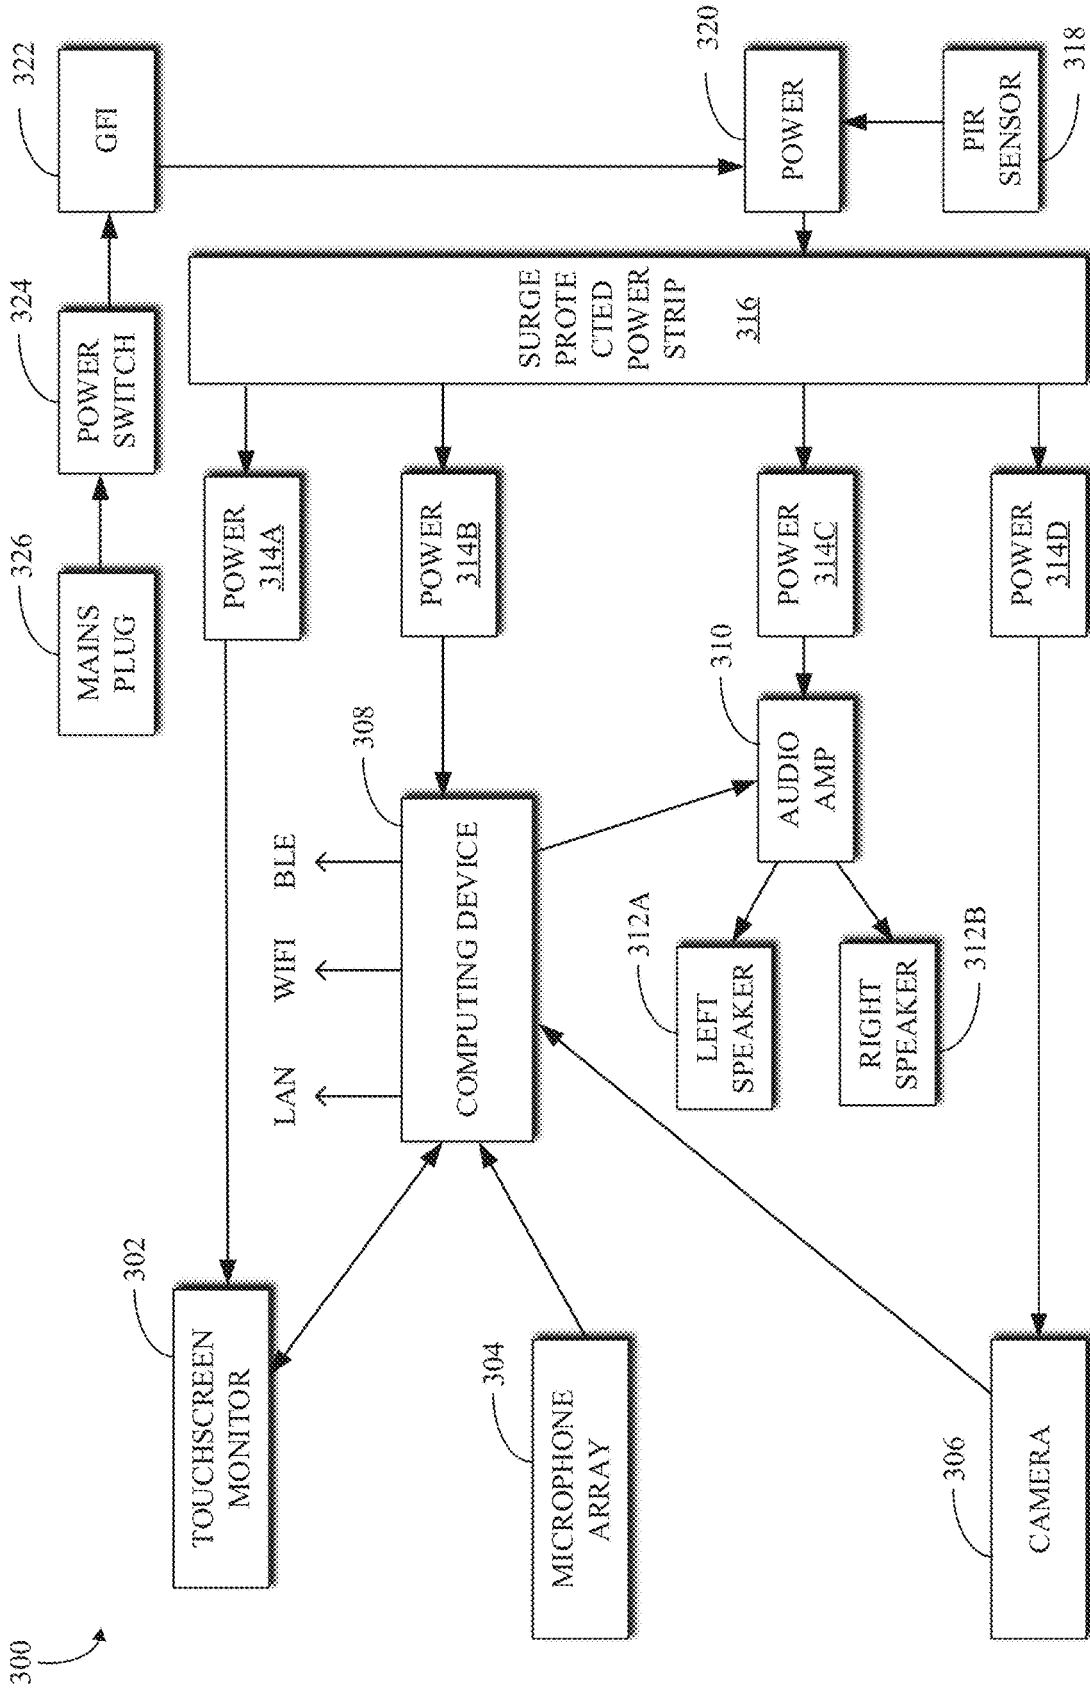 300
302
TOUCHSCREEN
MONITOR
304
MICROPHONE
ARRAY
306
CAMERA
LAN
WIFI
BLE
308
COMPUTING DEVICE
312A
LEFT
SPEAKER
RIGHT
SPEAKER
312B
310
AUDIO
AMP
326
MAINS
PLUG
324
POWER
SWITCH
322
GFI
POWER
314A
POWER
314B
POWER
314C
POWER
314D
SURGE
PROTE
CTED
POWER
STRIP
316
320
POWER
PIR
SENSOR
318